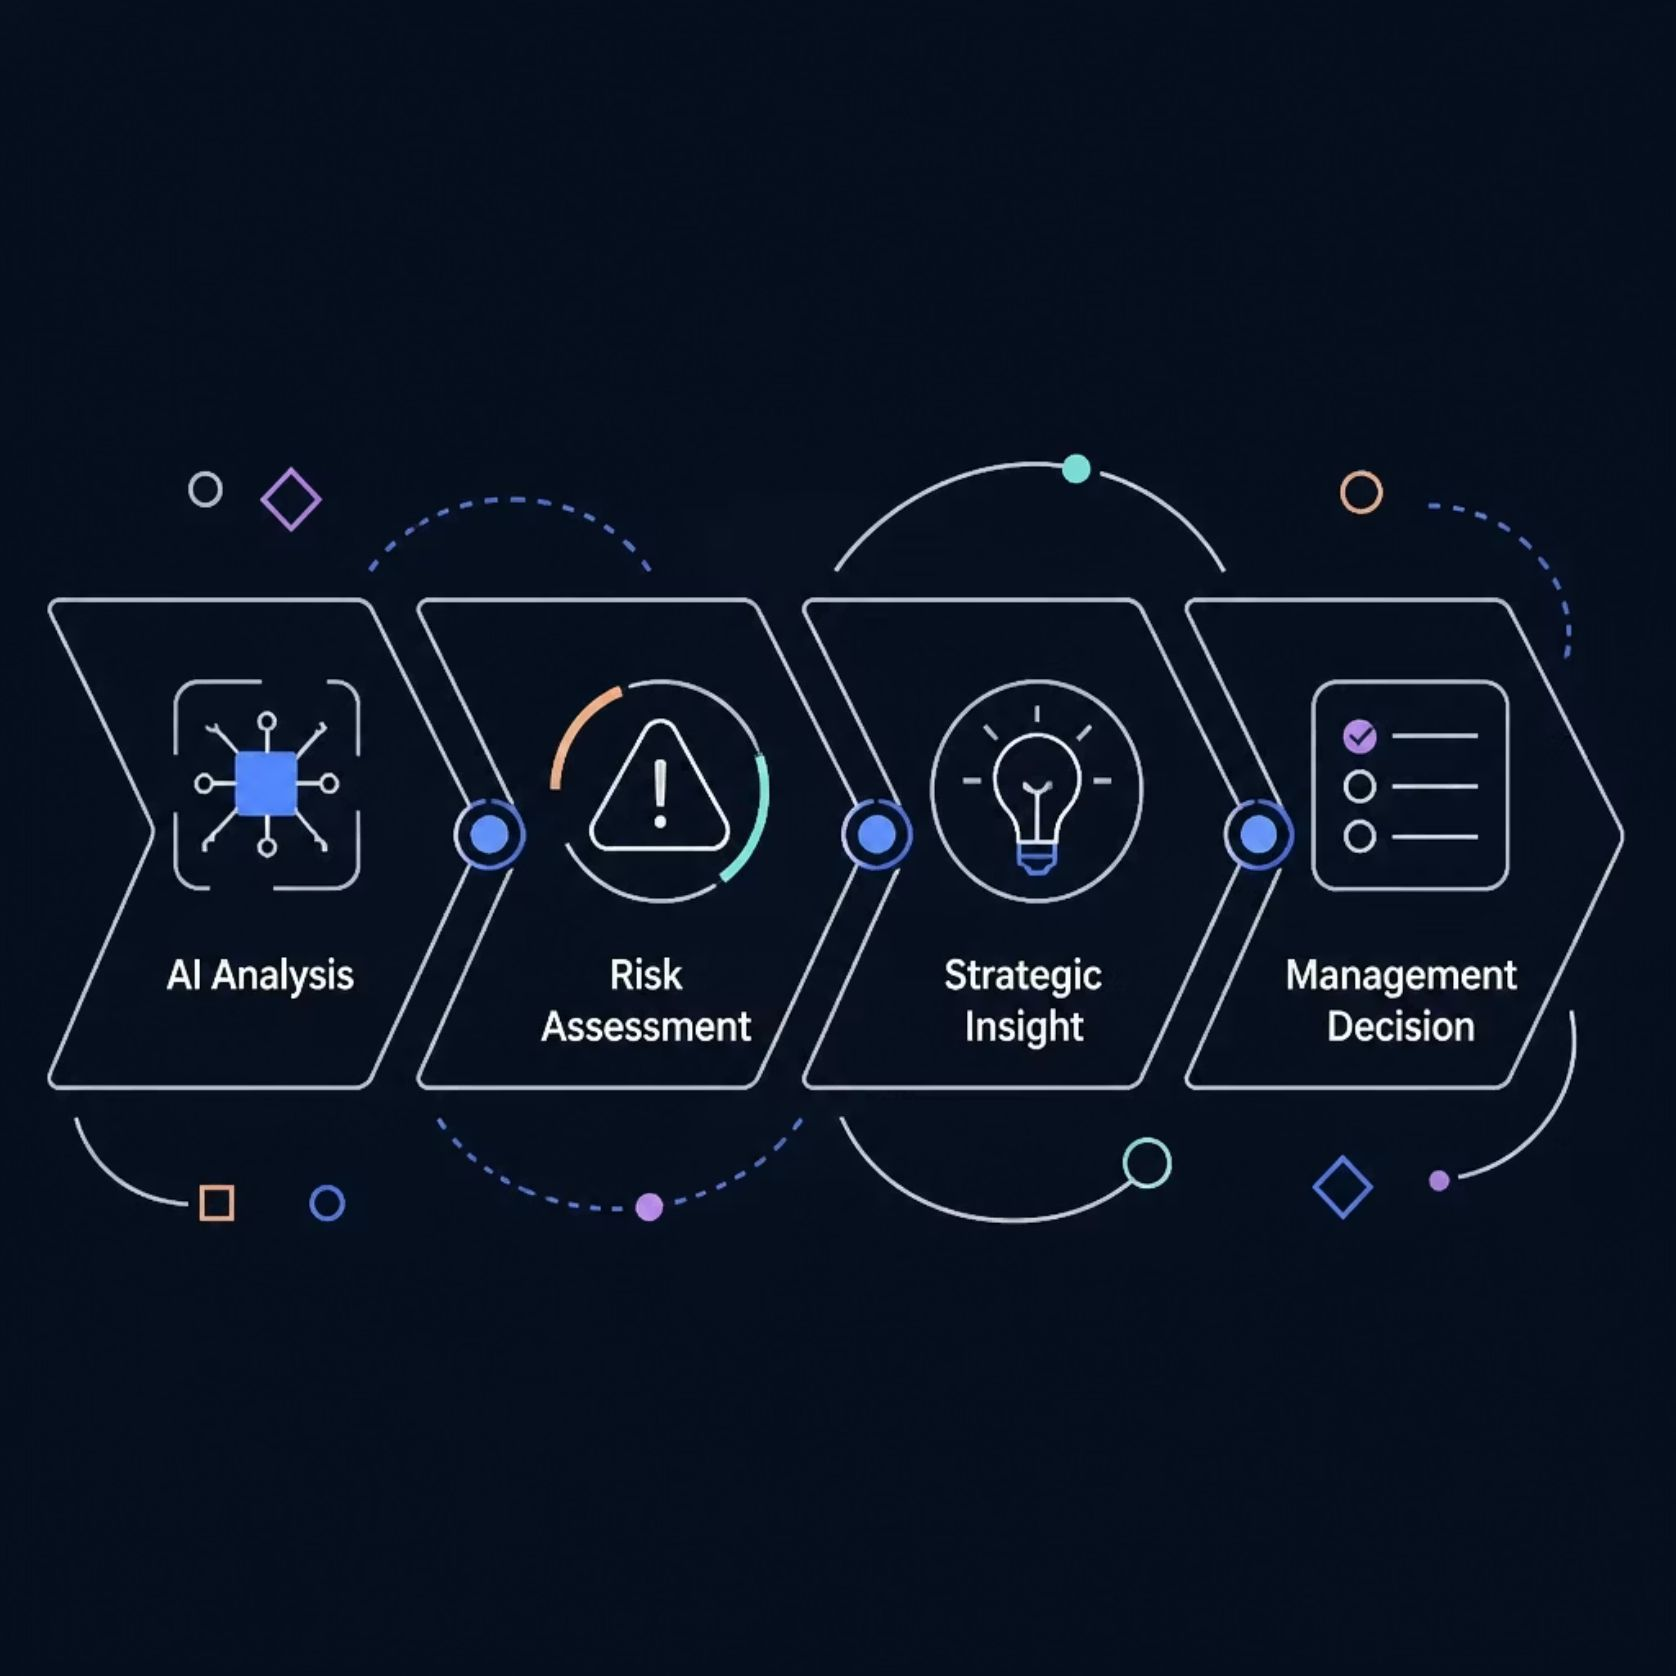 AI Analysis
Risk
Assessment
Strategic
Insight
Management
Decision